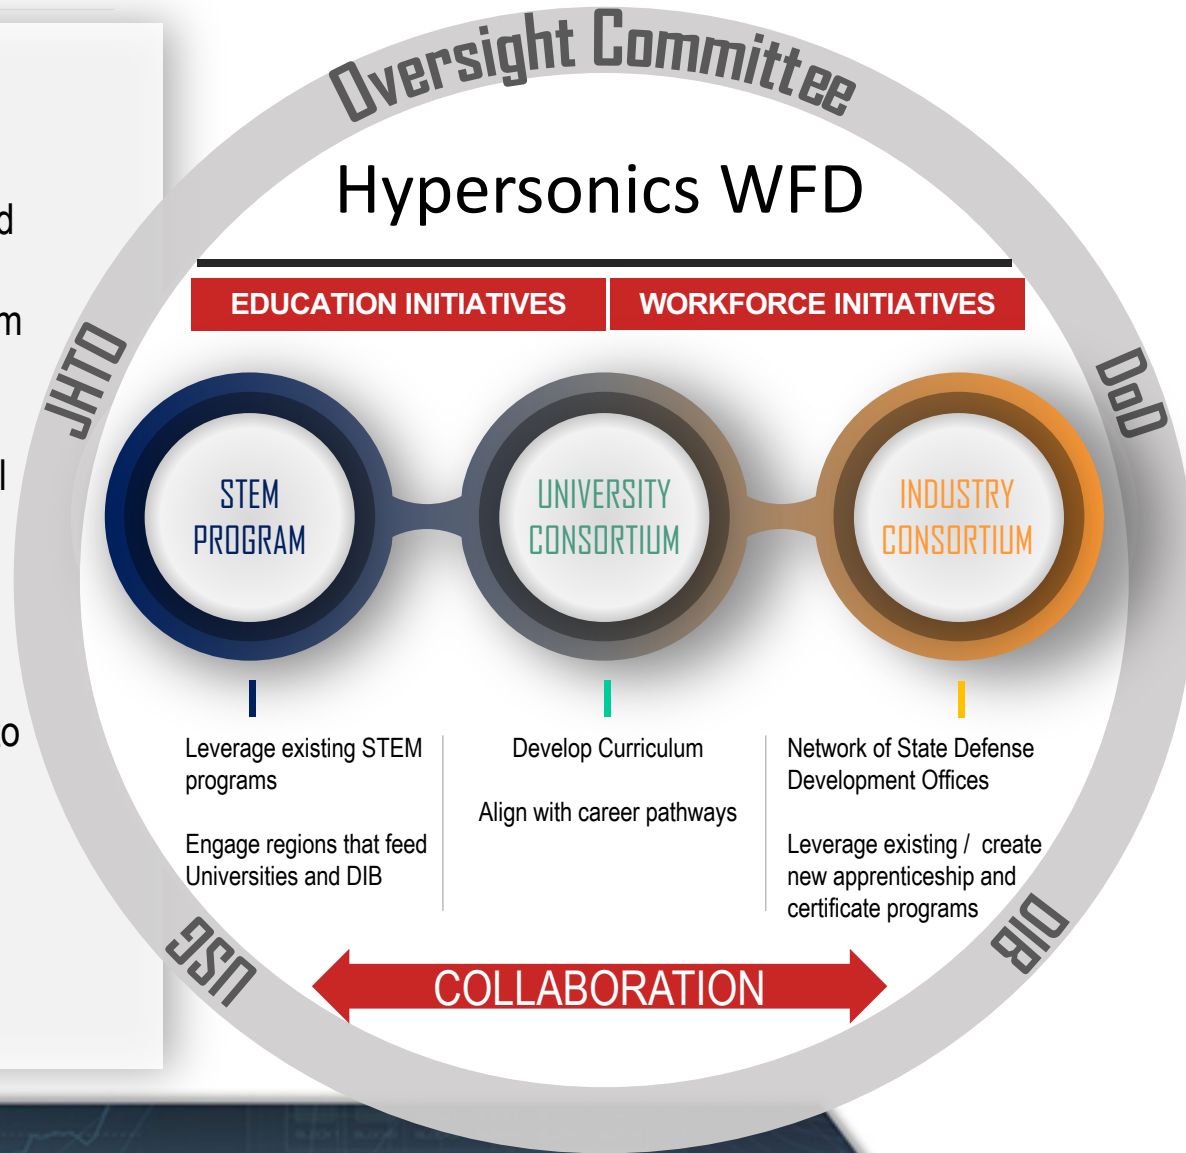 Oversight Committee
Hypersonics WFD
EDUCATION INITIATIVES
WORKFORCE INITIATIVES
JHTO
DoD
STEM
PROGRAM
UNIVERSITY
CONSORTIUM
INDUSTRY
CONSORTIUM
Leverage existing STEM
programs
Engage regions that feed
Universities and DIB
Develop Curriculum
Align with career pathways
Network of State Defense
Development Offices
Leverage existing / create
new apprenticeship and
certificate programs
USG
DIB
COLLABORATION